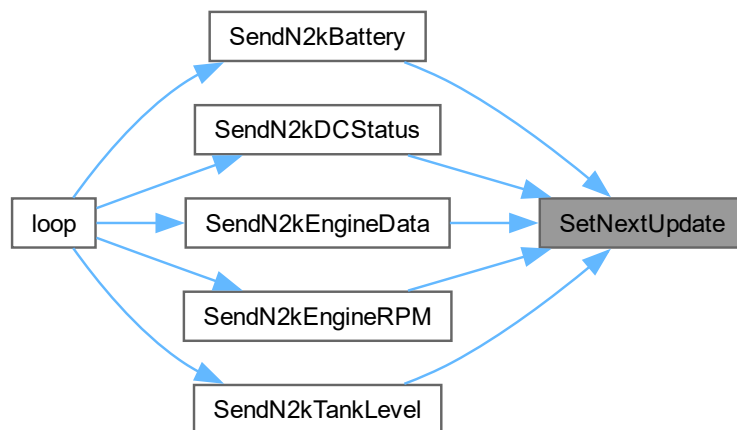 SendN2kBattery
SendN2kDCStatus
loop
SendN2kEngineData
SetNextUpdate
SendN2kEngineRPM
SendN2kTankLevel